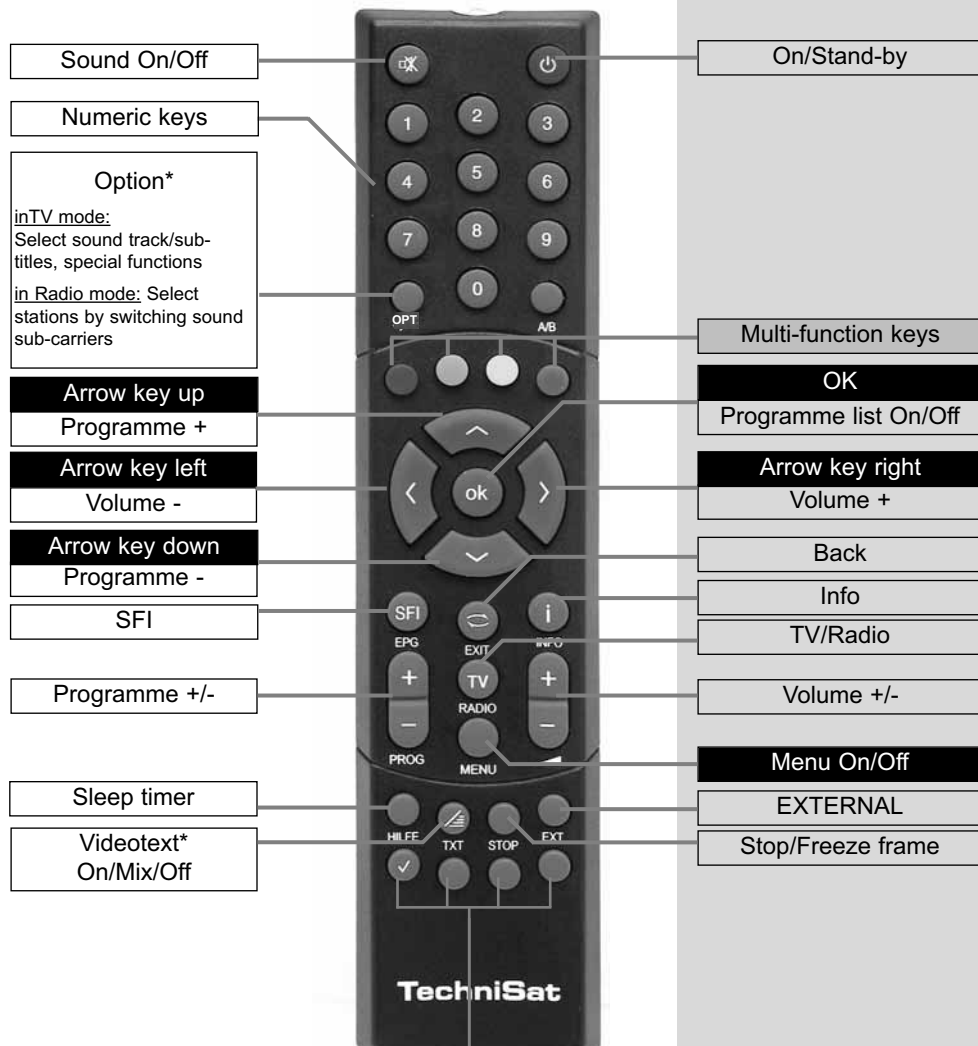 Sound On/Off
On/Stand-by
Numeric keys
1
2
3
4
5
6
7
8
9
0
Option*
inTV mode:
Select sound track/sub-
titles, special functions
in Radio mode: Select
stations by switching sound
sub-carriers
OPT
A/B
Multi-function keys
Arrow key up
Programme +
OK
Programme list On/Off
Arrow key left
Volume -
ok
Arrow key right
Volume +
Arrow key down
Programme -
Back
SFI
SFI
EPG
EXIT
i
INFO
Info
TV/Radio
TV
RADIO
Programme +/-
+
-
PROG
+
-
Volume +/-
MENU
Menu On/Off
Sleep timer
HILFE
TXT
STOP
EXT
EXTERNAL
Videotext*
On/Mix/Off
Stop/Freeze frame
TechniSat